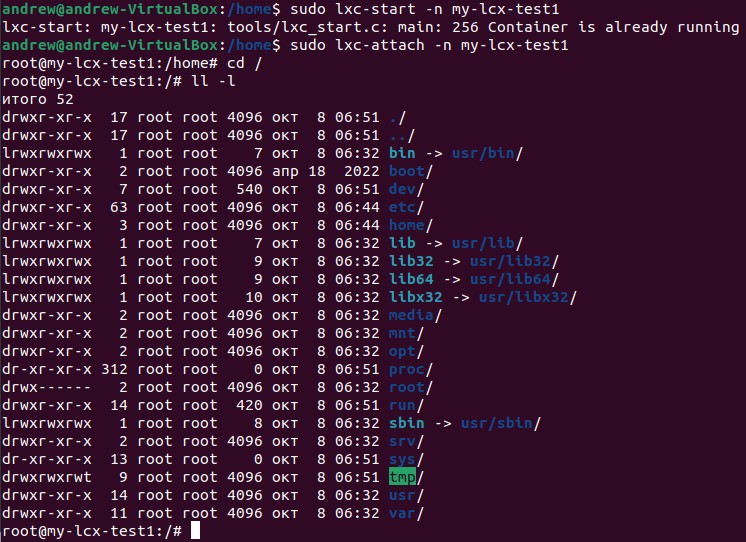 andrew@andrew-VirtualBox:/home$ sudo lxc-start -n my-lcx-test1
lxc-start: my-lcx-test1: tools/lxc_start.c: main: 256 Container is already running
andrew@andrew-VirtualBox:/home$ sudo lxc-attach -n my-lcx-test1
root@my-lcx-test1:/home# cd /
root@my-lcx-test1:/# ll -l
итого 52
drwxr-xr-x  17 root root 4096 окт  8 06:51 ./
drwxr-xr-x  17 root root 4096 окт  8 06:51 ../
lrwxrwxrwx   1 root root    7 окт  8 06:32 bin -> usr/bin/
drwxr-xr-x   2 root root 4096 апр 18  2022 boot/
drwxr-xr-x   7 root root  540 окт  8 06:51 dev/
drwxr-xr-x  63 root root 4096 окт  8 06:44 etc/
drwxr-xr-x   3 root root 4096 окт  8 06:44 home/
lrwxrwxrwx   1 root root    7 окт  8 06:32 lib -> usr/lib/
lrwxrwxrwx   1 root root    9 окт  8 06:32 lib32 -> usr/lib32/
lrwxrwxrwx   1 root root    9 окт  8 06:32 lib64 -> usr/lib64/
lrwxrwxrwx   1 root root   10 окт  8 06:32 libx32 -> usr/libx32/
drwxr-xr-x   2 root root 4096 окт  8 06:32 media/
drwxr-xr-x   2 root root 4096 окт  8 06:32 mnt/
drwxr-xr-x   2 root root 4096 окт  8 06:32 opt/
dr-xr-xr-x 312 root root    0 окт  8 06:51 proc/
drwx------   2 root root 4096 окт  8 06:32 root/
drwxr-xr-x  14 root root  420 окт  8 06:51 run/
lrwxrwxrwx   1 root root    8 окт  8 06:32 sbin -> usr/sbin/
drwxr-xr-x   2 root root 4096 окт  8 06:32 srv/
dr-xr-xr-x  13 root root    0 окт  8 06:51 sys/
drwxrwxrwt   9 root root 4096 окт  8 06:51 tmp/
drwxr-xr-x  14 root root 4096 окт  8 06:32 usr/
drwxr-xr-x  11 root root 4096 окт  8 06:32 var/
root@my-lcx-test1:/#